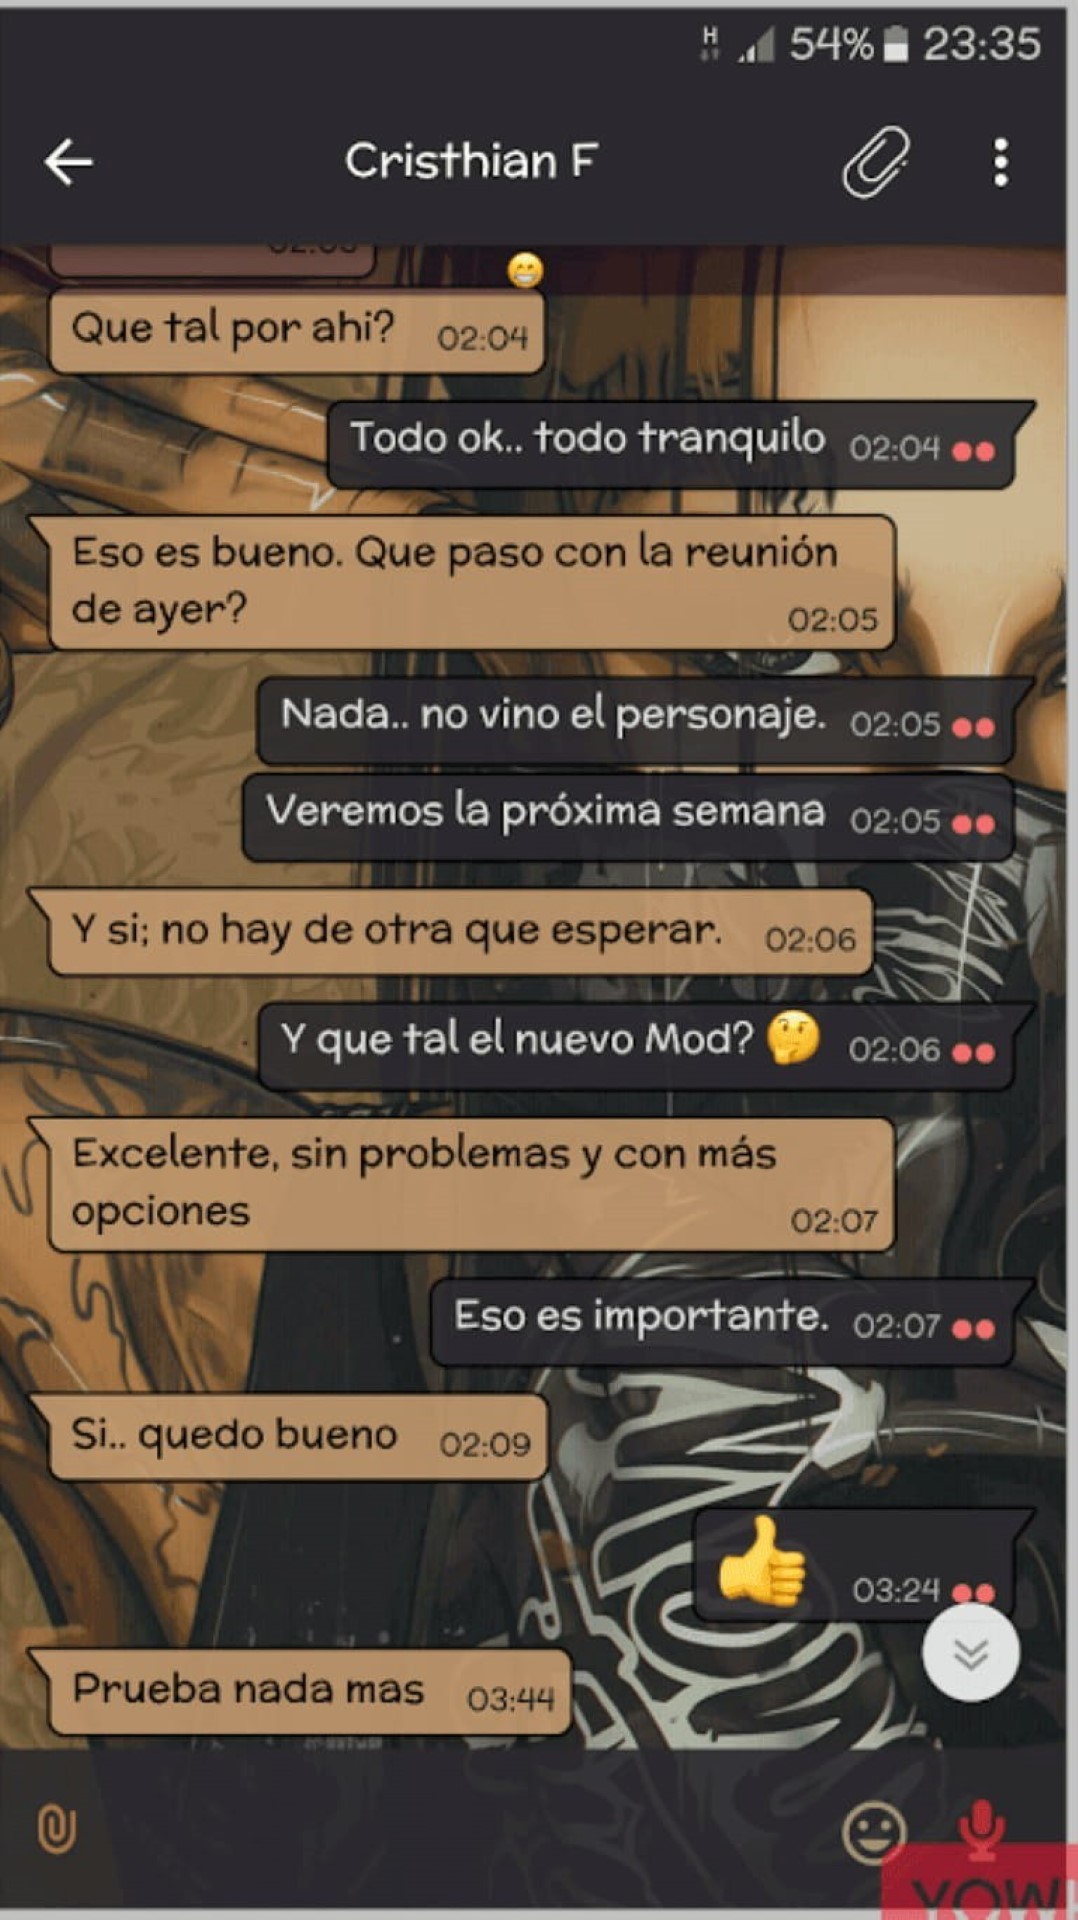 H 54% 23:35
Cristhian F
Que tal por ahi? 02:04
Todo ok.. todo tranquilo 02:04
Eso es bueno. Que paso con la reunión
de ayer? 02:05
Nada.. no vino el personaje. 02:05
Veremos la próxima semana 02:05
Y si; no hay de otra que esperar. 02:06
Y que tal el nuevo Mod? 🤔 02:06
Excelente, sin problemas y con más
opciones 02:07
Eso es importante. 02:07
Si.. quedo bueno 02:09
👍 03:24
Prueba nada mas 03:44
YOW